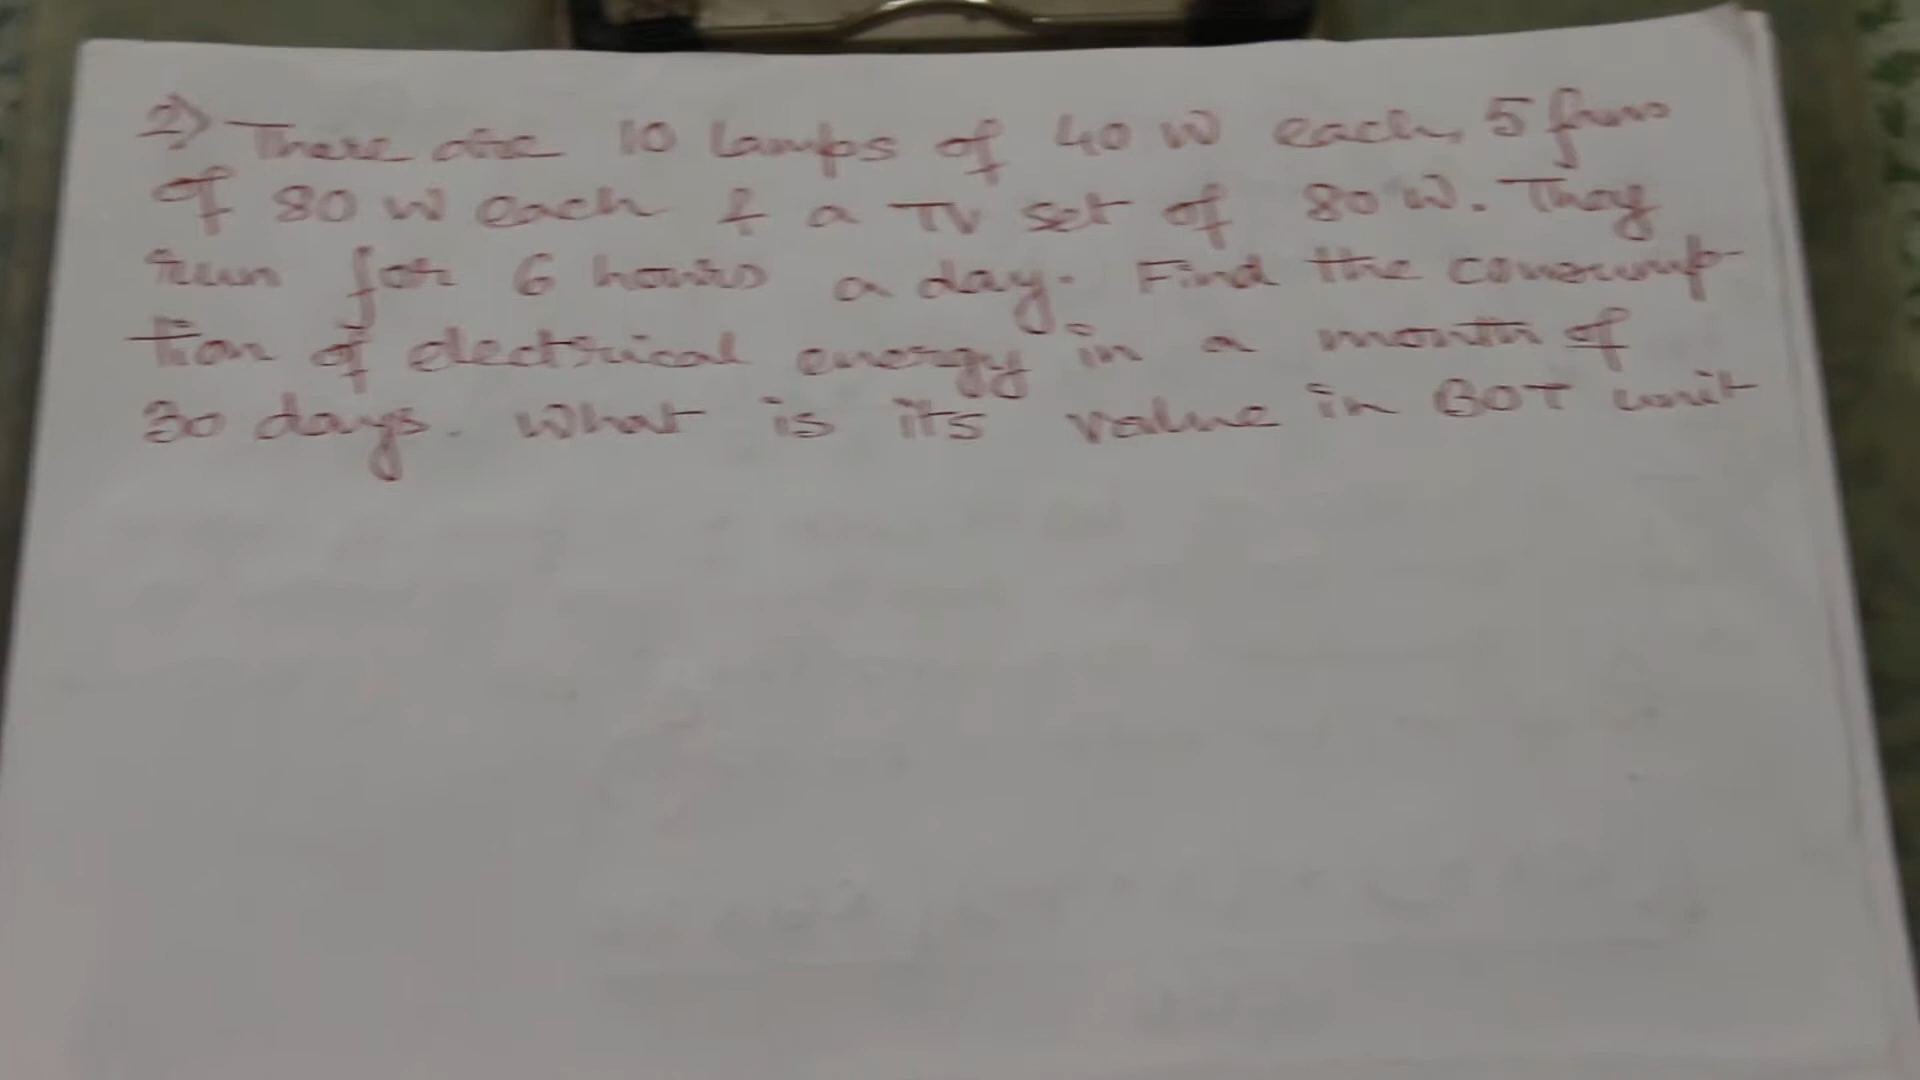 2) There are 10 lamps of 40 W each, 5 fans
of 80 W each & a TV set of 80 W. They
run for 6 hours a day. Find the consump-
tion of electrical energy in a month of
30 days. What is its value in BOT unit